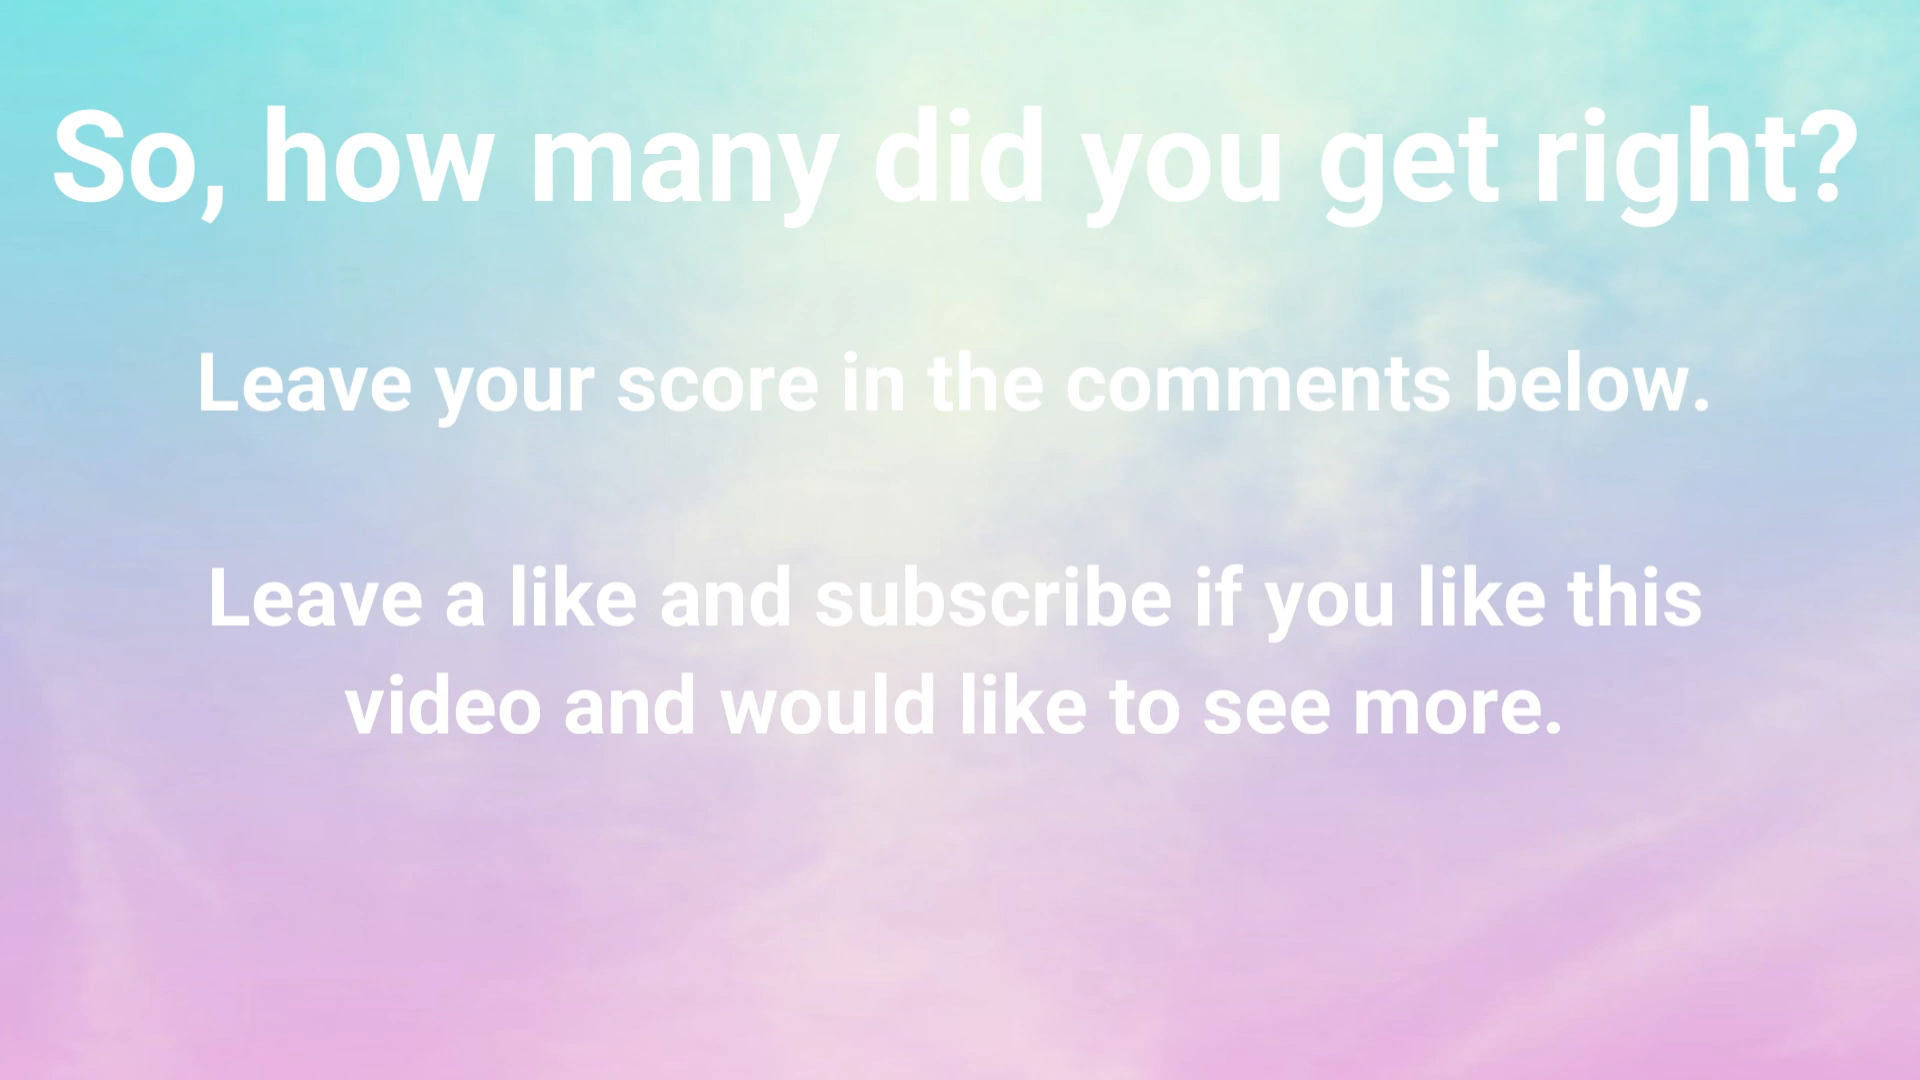 So, how many did you get right?
Leave your score in the comments below.
Leave a like and subscribe if you like this
video and would like to see more.